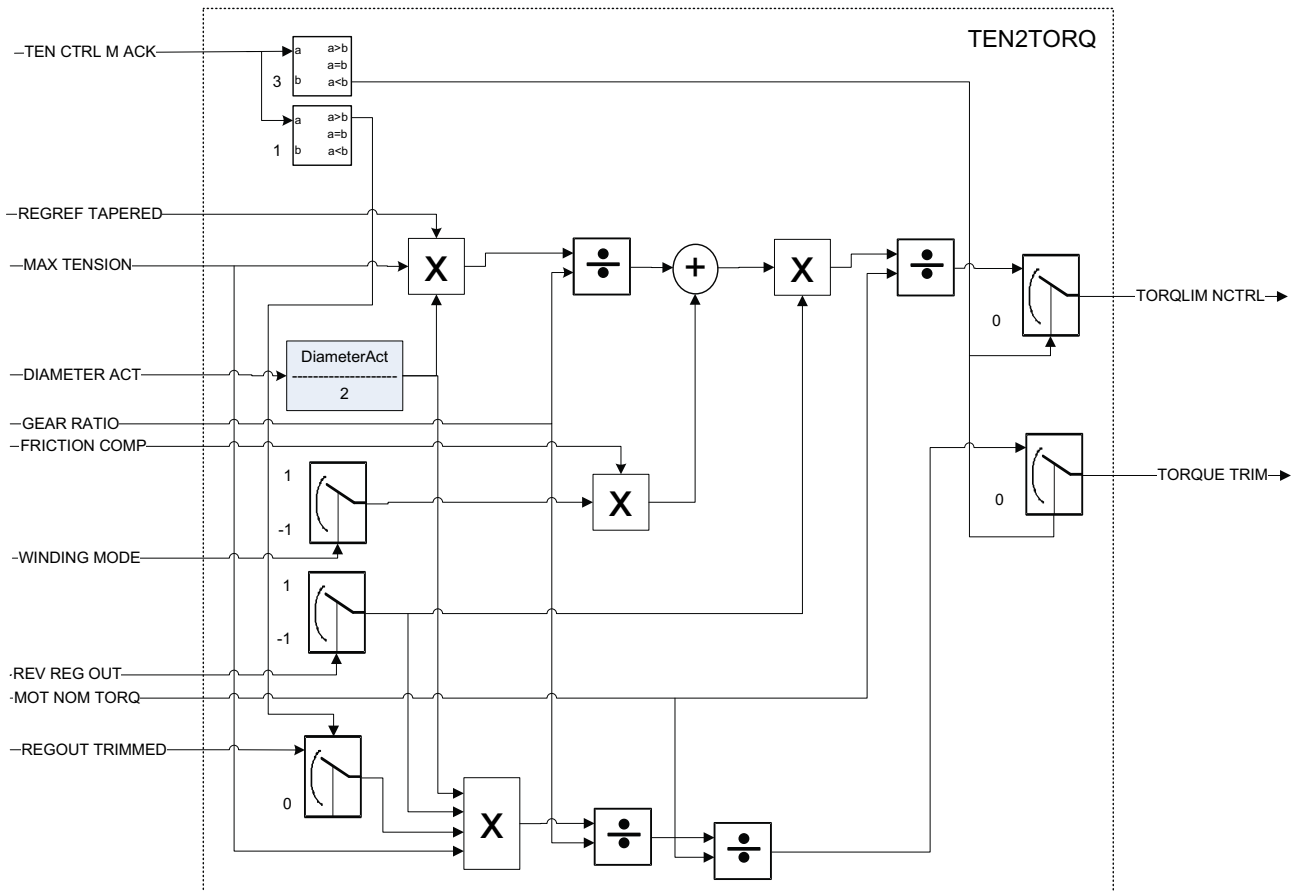 TEN2TORQ
TEN CTRL M ACK
a a>b
a=b
3 b a<b
a a>b
a=b
1 b a<b
REGREF TAPERED
X
MAX TENSION
÷
+
X
÷
TORQLIM NCTRL
0
DiameterAct
2
DIAMETER ACT
GEAR RATIO
FRICTION COMP
1
X
-1
TORQUE TRIM
0
WINDING MODE
1
-1
REV REG OUT
MOT NOM TORQ
REGOUT TRIMMED
0
X
÷
÷